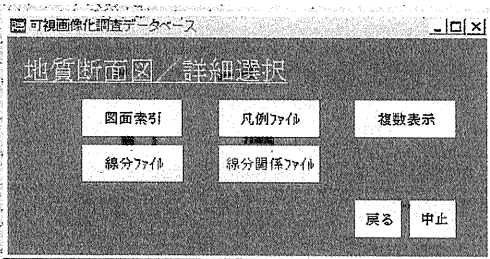 可視画像化調査データベース
地質断面図／詳細選択
図面索引 凡例ファイル 複数表示
線分ファイル 線分関係ファイル
戻る 中止